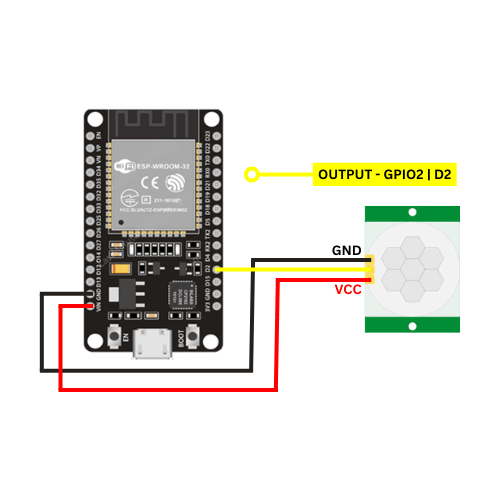 EN VP VN D34 D35 D32 D33 D25 D26 D27 D14 D12 D13 GND VIN
WiFi ESP-WROOM-32
CE
R
D23 D22 TX0 RX0 D21 D19 D18 D5 TX2 RX2 D4 D2 D15 GND 3V3
EN
BOOT
OUTPUT - GPIO2 | D2
GND
VCC